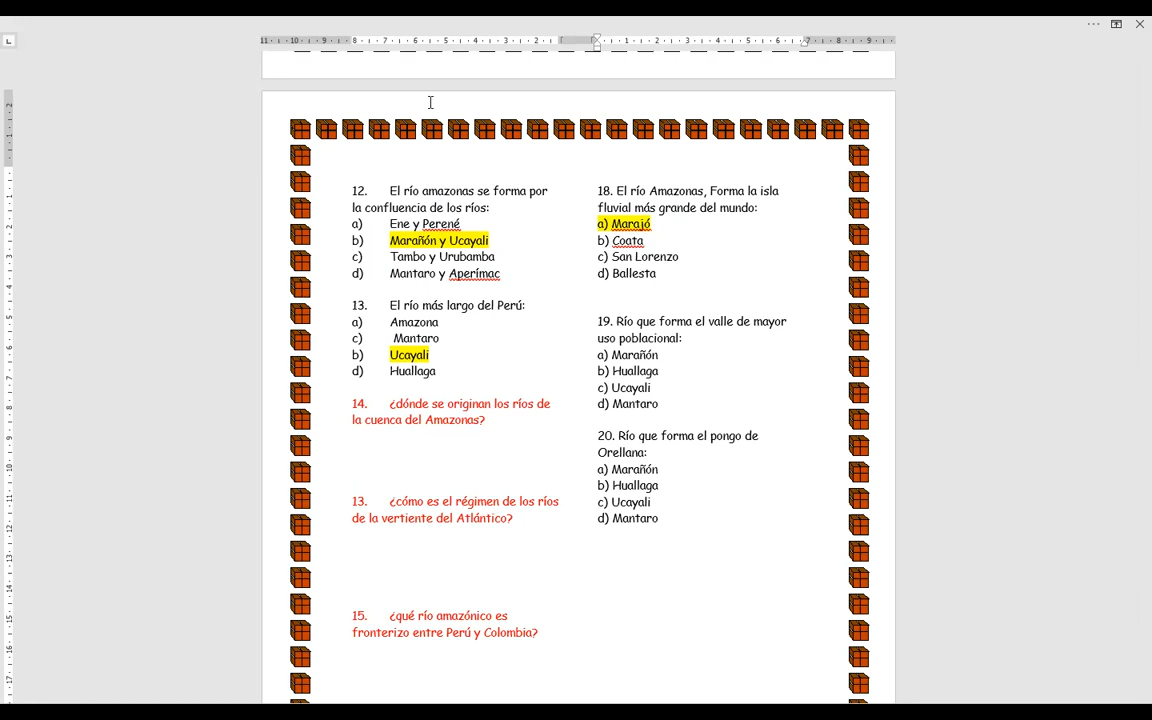 12. El río amazonas se forma por
la confluencia de los ríos:
a) Ene y Perené
b) Marañón y Ucayali
c) Tambo y Urubamba
d) Mantaro y Aperímac
13. El río más largo del Perú:
a) Amazona
c) Mantaro
b) Ucayali
d) Huallaga
14. ¿dónde se originan los ríos de
la cuenca del Amazonas?
13. ¿cómo es el régimen de los ríos
de la vertiente del Atlántico?
15. ¿qué río amazónico es
fronterizo entre Perú y Colombia?
18. El río Amazonas, Forma la isla
fluvial más grande del mundo:
a) Marajó
b) Coata
c) San Lorenzo
d) Ballesta
19. Río que forma el valle de mayor
uso poblacional:
a) Marañón
b) Huallaga
c) Ucayali
d) Mantaro
20. Río que forma el pongo de
Orellana:
a) Marañón
b) Huallaga
c) Ucayali
d) Mantaro